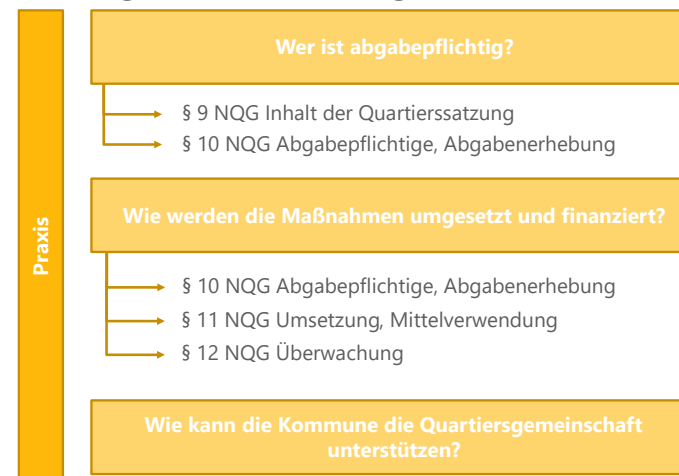 Wer ist abgabepflichtig?
§ 9 NQG Inhalt der Quartierssatzung
§ 10 NQG Abgabepflichtige, Abgabenerhebung
Praxis
Wie werden die Maßnahmen umgesetzt und finanziert?
§ 10 NQG Abgabepflichtige, Abgabenerhebung
§ 11 NQG Umsetzung, Mittelverwendung
§ 12 NQG Überwachung
Wie kann die Kommune die Quartiersgemeinschaft
unterstützen?